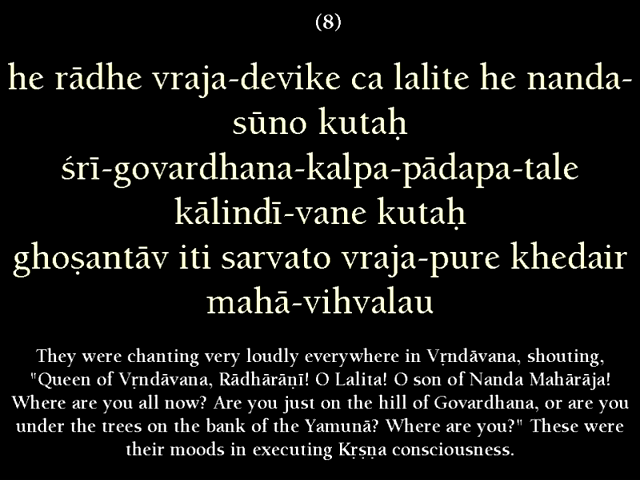 (8)
he rādhe vraja-devike ca lalite he nanda-
sūno kutaḥ
śrī-govardhana-kalpa-pādapa-tale
kālindī-vane kutaḥ
ghoṣantāv iti sarvato vraja-pure khedair
mahā-vihvalau
They were chanting very loudly everywhere in Vṛndāvana, shouting,
"Queen of Vṛndāvana, Rādhārāṇī! O Lalita! O son of Nanda Mahārāja!
Where are you all now? Are you just on the hill of Govardhana, or are you
under the trees on the bank of the Yamunā? Where are you?" These were
their moods in executing Kṛṣṇa consciousness.